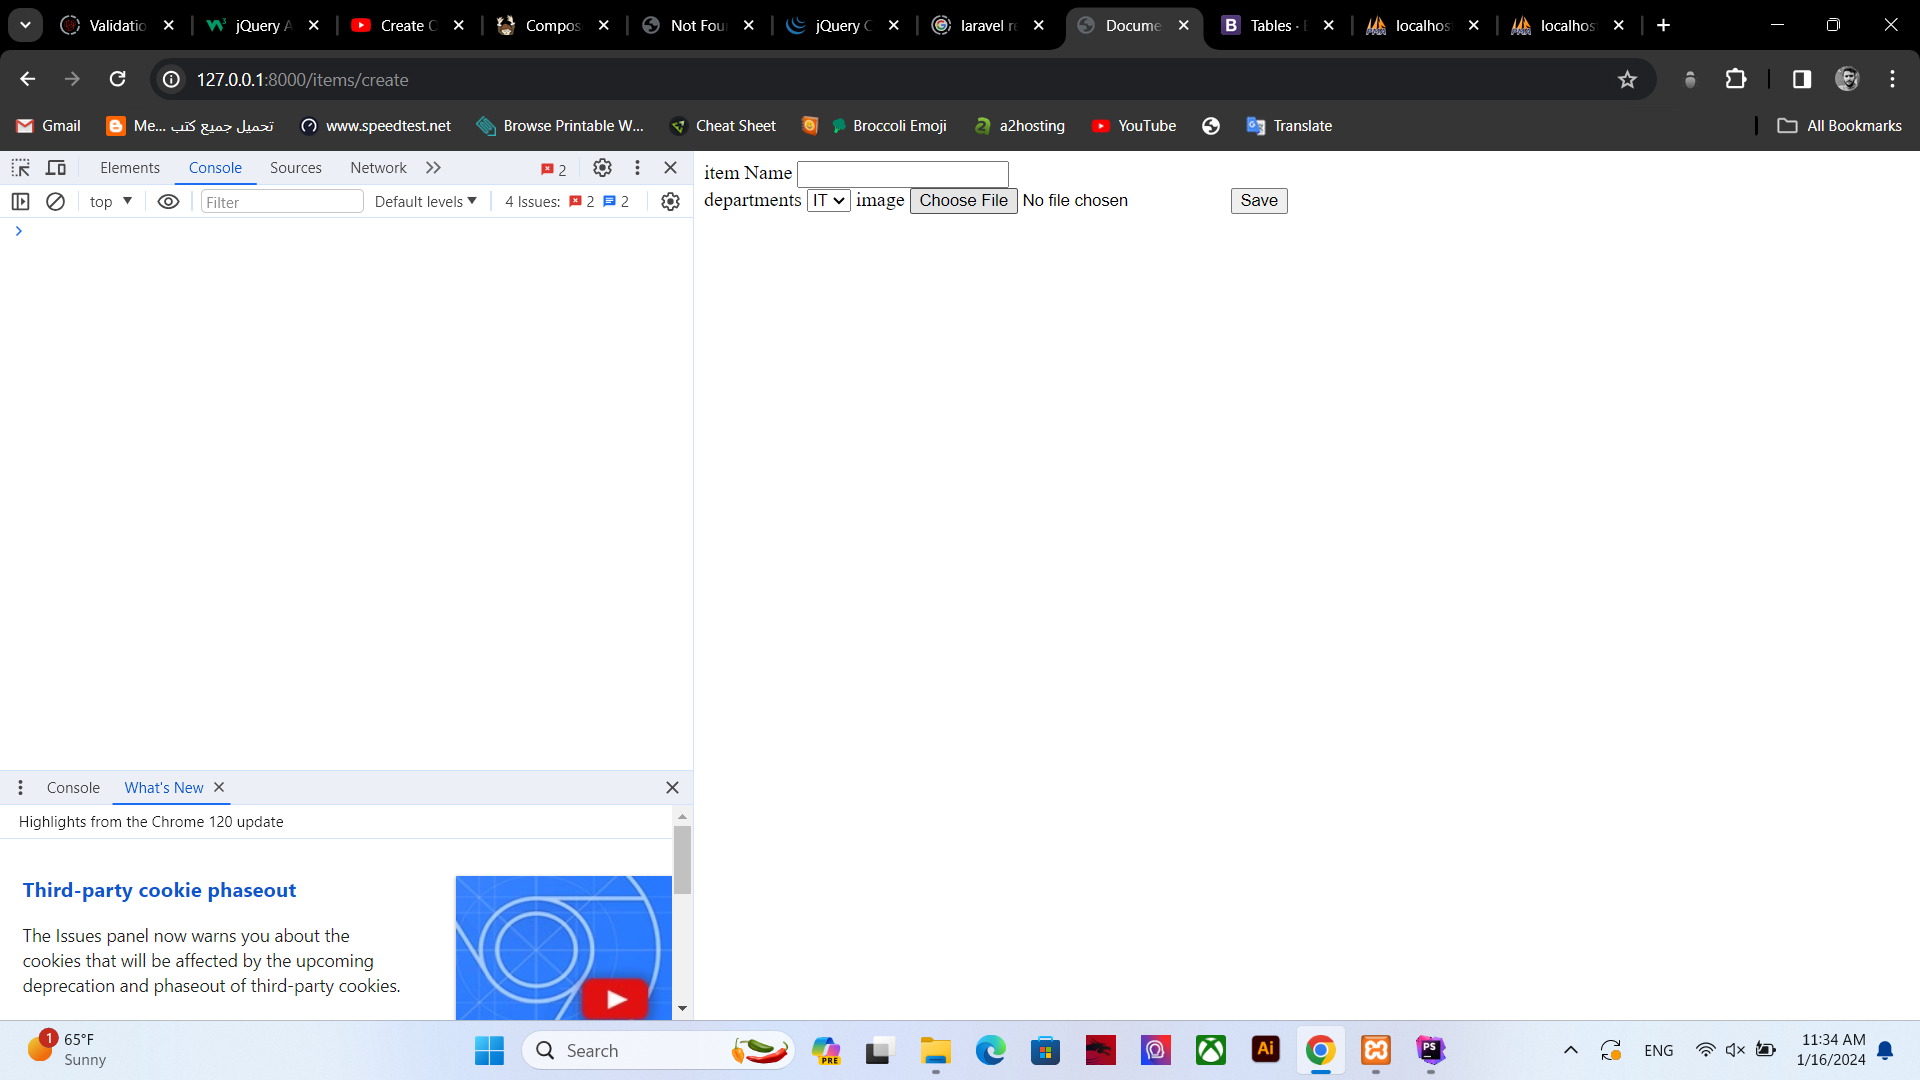 Validatio
jQuery A
Create O
Compos
Not Fou
jQuery C
laravel re
Docume
Tables · B
localhos
localhos
127.0.0.1:8000/items/create
Gmail
Me... تحميل جميع كتب
www.speedtest.net
Browse Printable W...
Cheat Sheet
Broccoli Emoji
a2hosting
YouTube
Translate
All Bookmarks
Elements
Console
Sources
Network
2
top
Filter
Default levels
4 Issues: 2 2
item Name
departments IT image Choose File No file chosen Save
Console
What's New
Highlights from the Chrome 120 update
Third-party cookie phaseout
The Issues panel now warns you about the
cookies that will be affected by the upcoming
deprecation and phaseout of third-party cookies.
1
65°F
Sunny
Search
PRE
Ai
PS
ENG
11:34 AM
1/16/2024